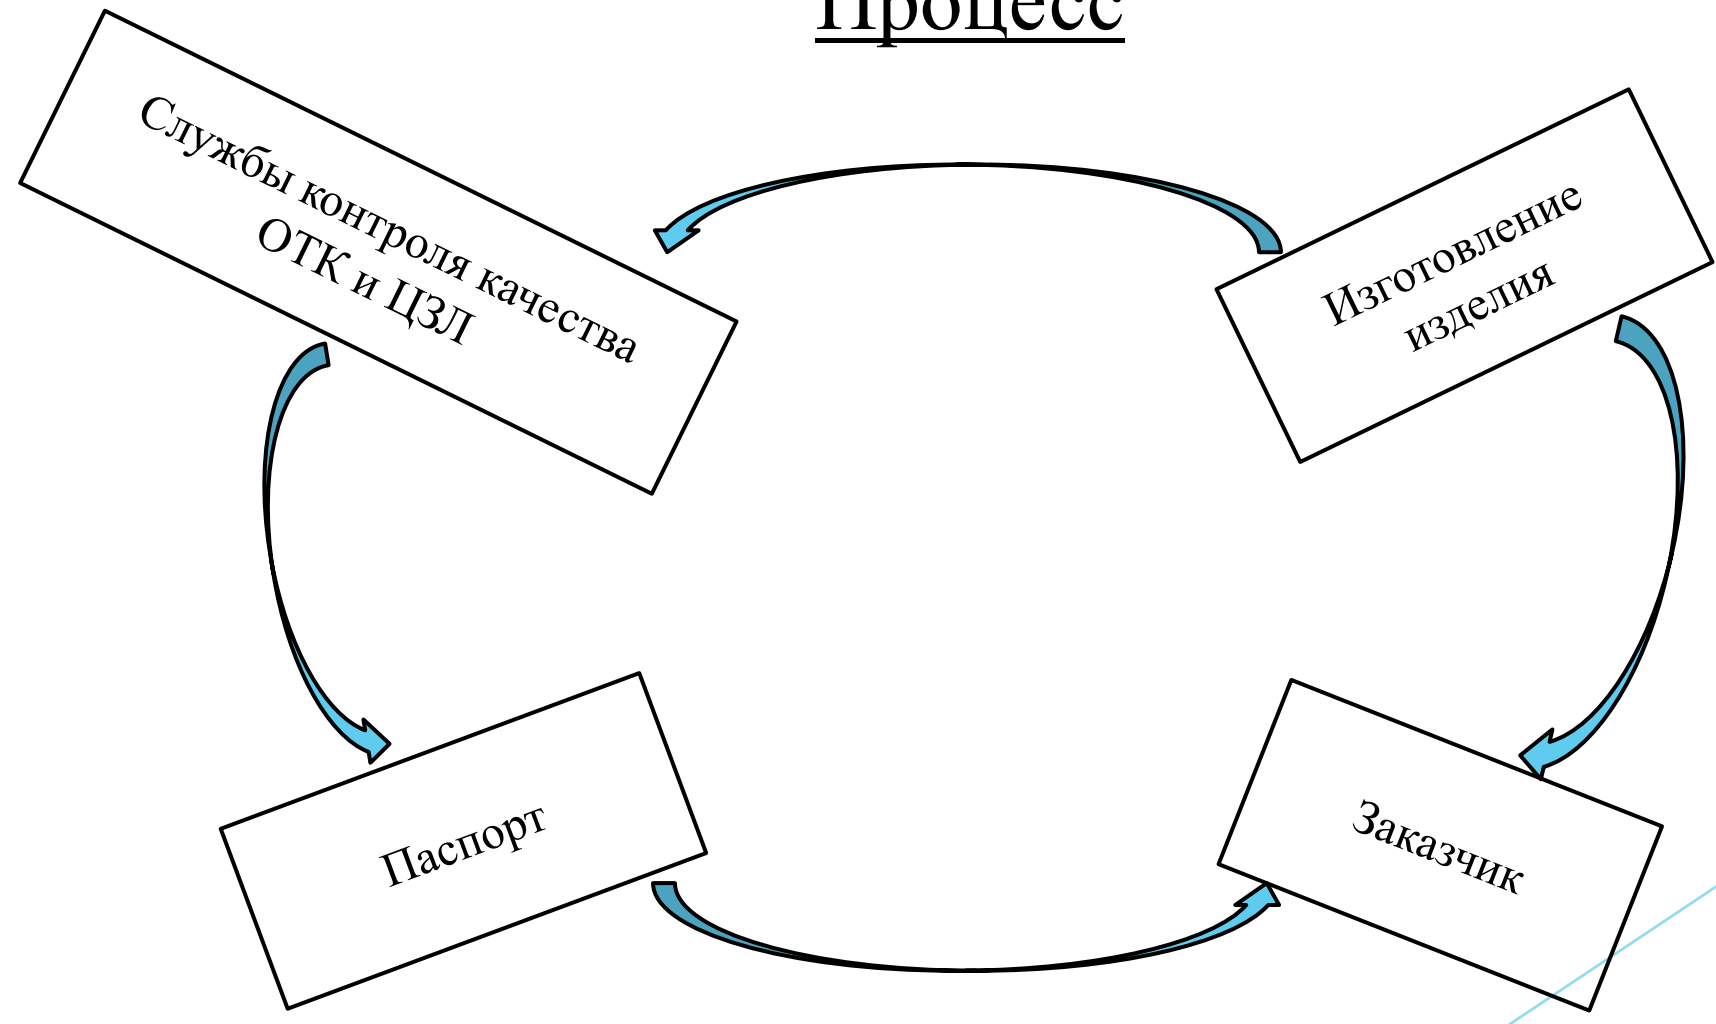 Процесс
Службы контроля качества
ОТК и ЦЗЛ
Изготовление
изделия
Паспорт
Заказчик